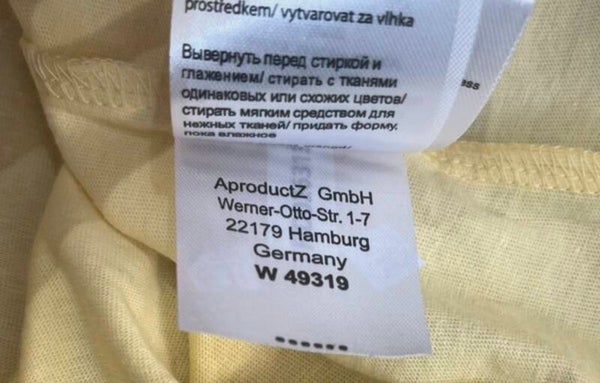 prostředkem/ vytvarovat za vlhka
Вывернуть перед стиркой и
глажением/ стирать с тканями
одинаковых или схожих цветов/
стирать мягким средством для
нежных тканей/ придать форму,
пока влажное
ess
AproductZ GmbH
Werner-Otto-Str. 1-7
22179 Hamburg
Germany
W 49319